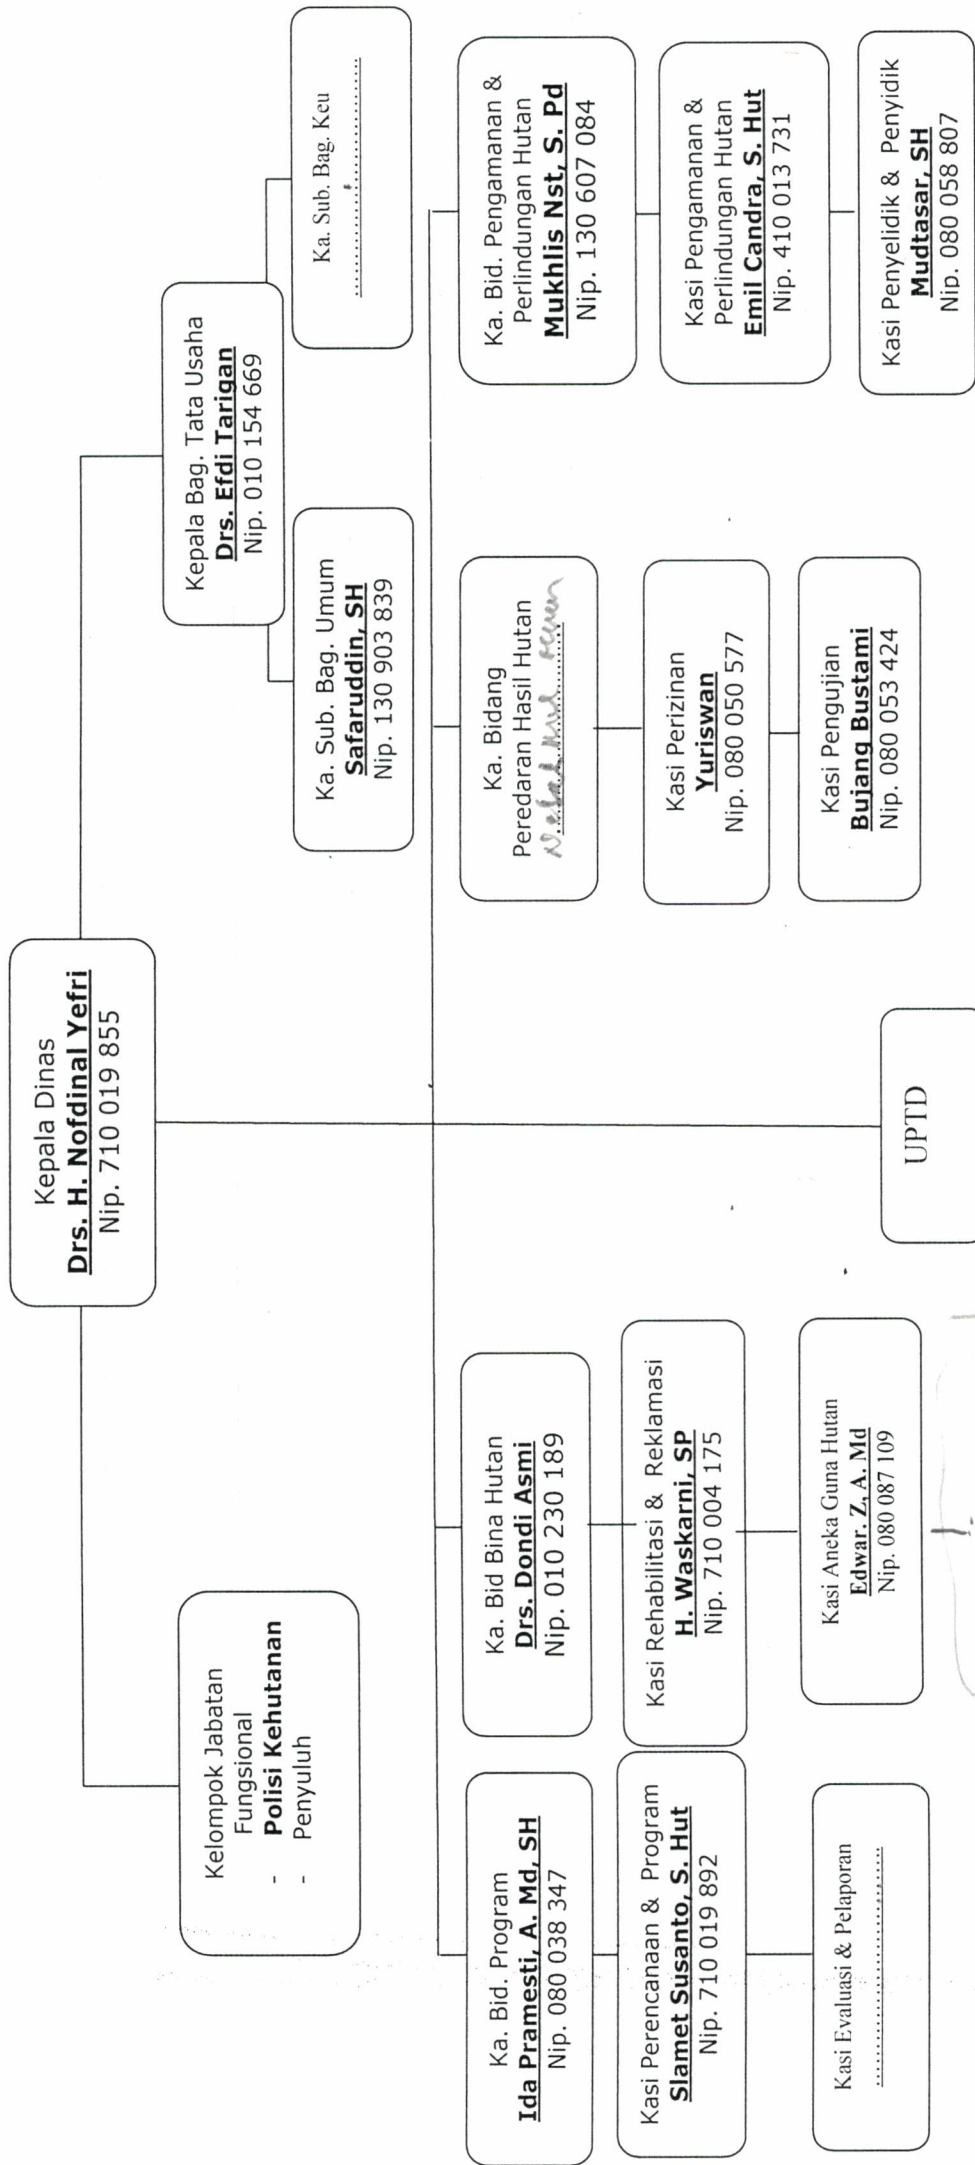 Kepala Dinas
Drs. H. Nofdinal Yefri
Nip. 710 019 855
Kelompok Jabatan
Fungsional
- Polisi Kehutanan
- Penyuluh
Kepala Bag. Tata Usaha
Drs. Efdi Tarigan
Nip. 010 154 669
Ka. Sub. Bag. Umum
Safaruddin, SH
Nip. 130 903 839
Ka. Sub. Bag. Keu
Ka. Bid. Program
Ida Pramesti, A. Md, SH
Nip. 080 038 347
Kasi Perencanaan & Program
Slamet Susanto, S. Hut
Nip. 710 019 892
Kasi Evaluasi & Pelaporan
Ka. Bid Bina Hutan
Drs. Dondi Asmi
Nip. 010 230 189
Kasi Rehabilitasi & Reklamasi
H. Waskarni, SP
Nip. 710 004 175
Kasi Aneka Guna Hutan
Edwar. Z, A. Md
Nip. 080 087 109
UPTD
Ka. Bidang
Peredaran Hasil Hutan
Kasi Perizinan
Yuriswan
Nip. 080 050 577
Kasi Pengujian
Bujang Bustami
Nip. 080 053 424
Ka. Bid. Pengamanan &
Perlindungan Hutan
Mukhlis Nst, S. Pd
Nip. 130 607 084
Kasi Pengamanan &
Perlindungan Hutan
Emil Candra, S. Hut
Nip. 410 013 731
Kasi Penyelidik & Penyidik
Mudtasar, SH
Nip. 080 058 807